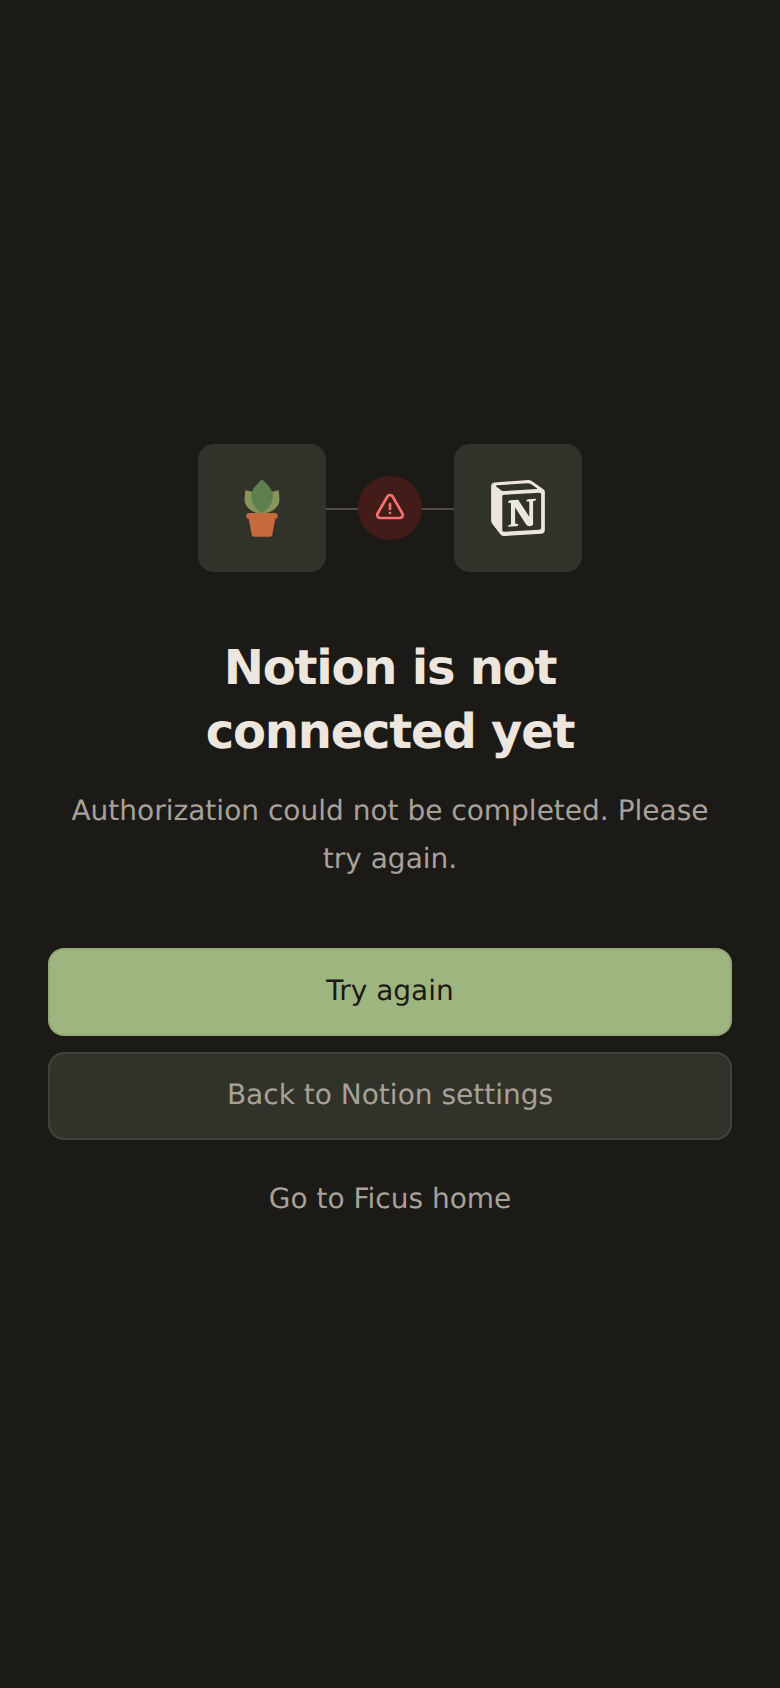 N
Notion is not
connected yet
Authorization could not be completed. Please
try again.
Try again
Back to Notion settings
Go to Ficus home